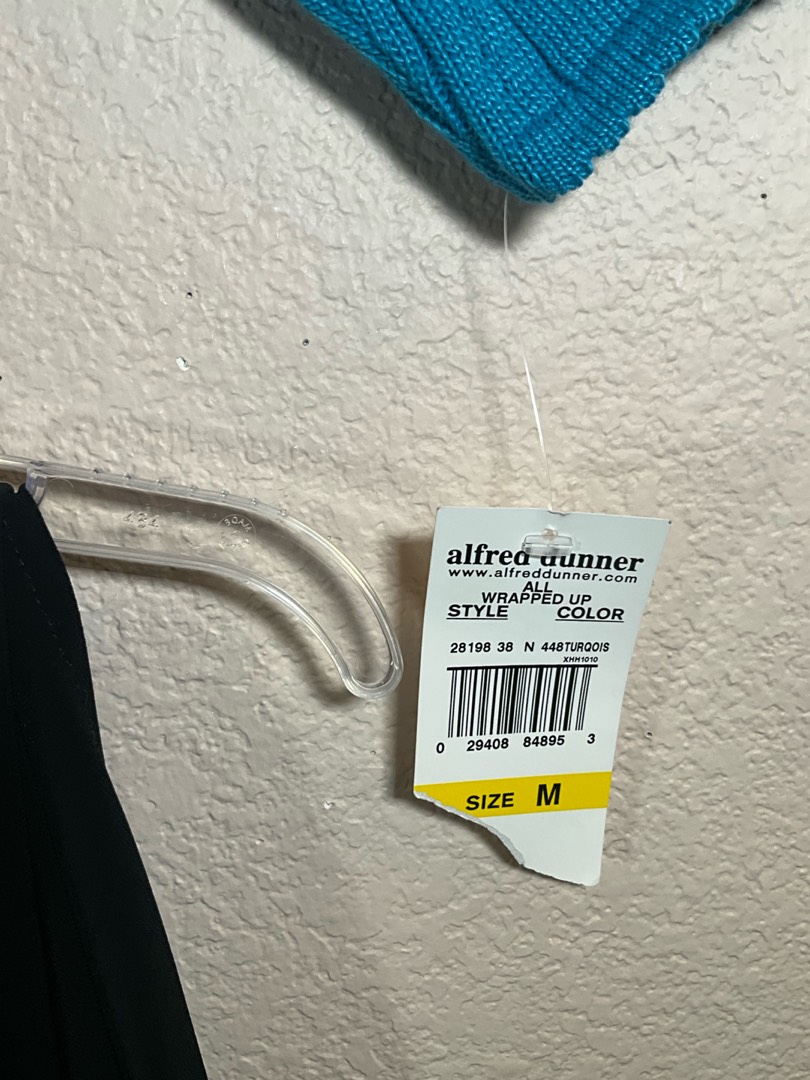 alfred dunner
www.alfreddunner.com
ALL
WRAPPED UP
STYLE COLOR
28198 38 N 448TURQOIS
XHH1010
0 29408 84895 3
SIZE M